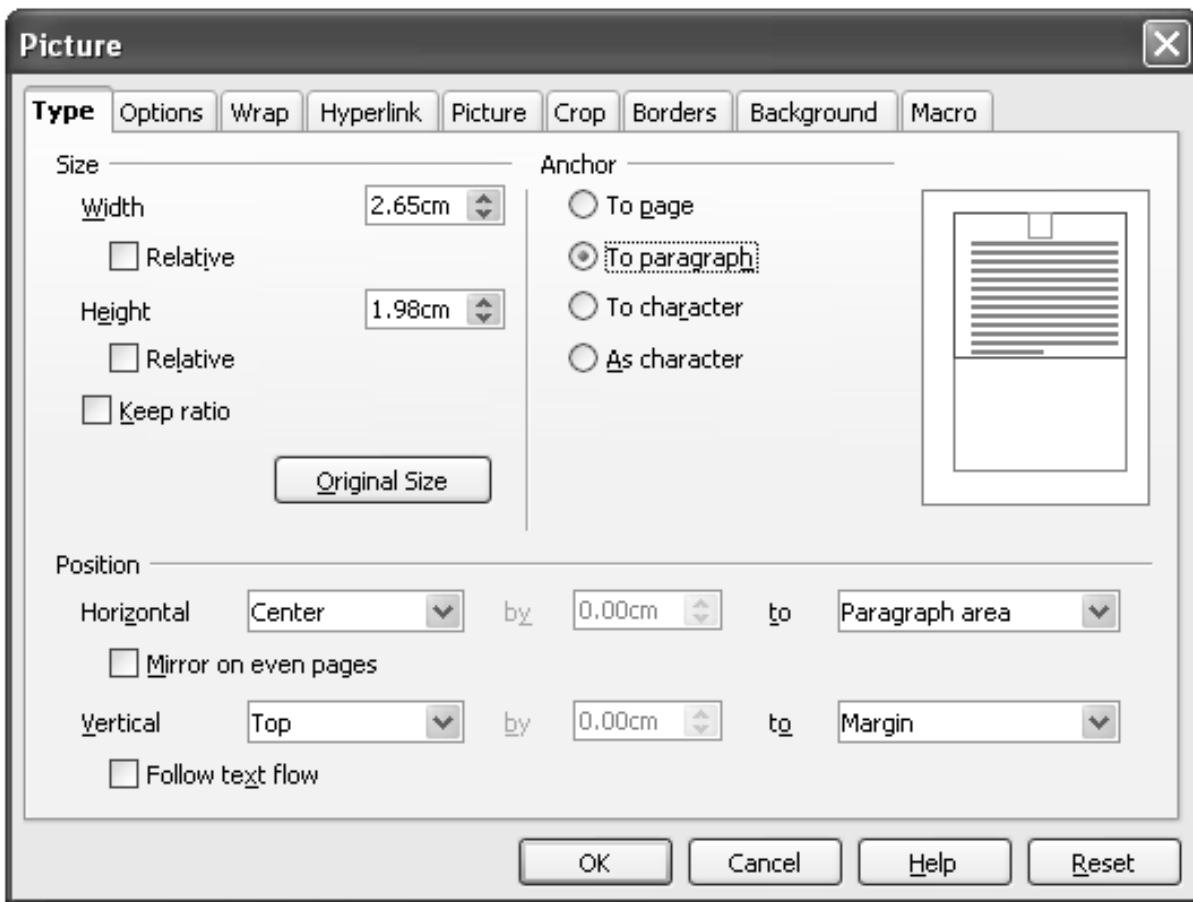 Picture
Type Options Wrap Hyperlink Picture Crop Borders Background Macro
Size
Width 2.65cm
Relative
Height 1.98cm
Relative
Keep ratio
Original Size
Anchor
To page
To paragraph
To character
As character
Position
Horizontal Center by 0.00cm to Paragraph area
Mirror on even pages
Vertical Top by 0.00cm to Margin
Follow text flow
OK Cancel Help Reset